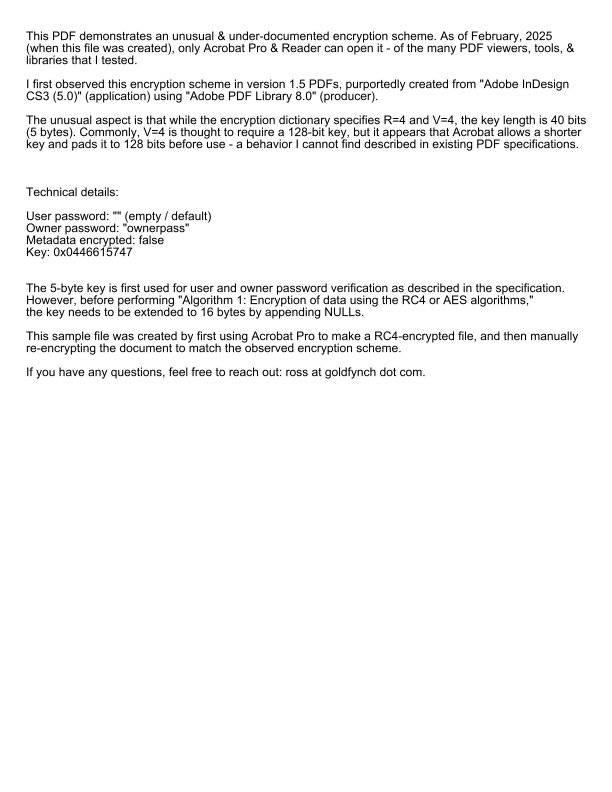 This PDF demonstrates an unusual & under-documented encryption scheme. As of February, 2025
(when this file was created), only Acrobat Pro & Reader can open it - of the many PDF viewers, tools, &
libraries that I tested.
I first observed this encryption scheme in version 1.5 PDFs, purportedly created from "Adobe InDesign
CS3 (5.0)" (application) using "Adobe PDF Library 8.0" (producer).
The unusual aspect is that while the encryption dictionary specifies R=4 and V=4, the key length is 40 bits
(5 bytes). Commonly, V=4 is thought to require a 128-bit key, but it appears that Acrobat allows a shorter
key and pads it to 128 bits before use - a behavior I cannot find described in existing PDF specifications.
Technical details:
User password: "" (empty / default)
Owner password: "ownerpass"
Metadata encrypted: false
Key: 0x0446615747
The 5-byte key is first used for user and owner password verification as described in the specification.
However, before performing "Algorithm 1: Encryption of data using the RC4 or AES algorithms,"
the key needs to be extended to 16 bytes by appending NULLs.
This sample file was created by first using Acrobat Pro to make a RC4-encrypted file, and then manually
re-encrypting the document to match the observed encryption scheme.
If you have any questions, feel free to reach out: ross at goldfynch dot com.